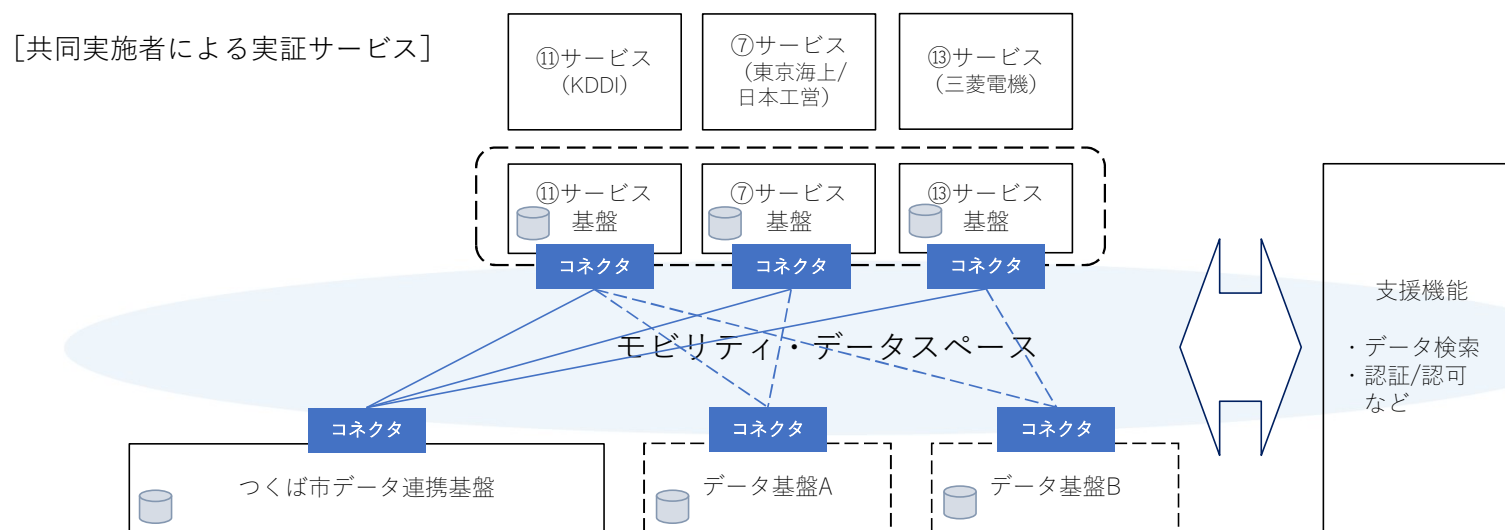 [共同実施者による実証サービス]
⑪サービス
(KDDI)
⑦サービス
(東京海上/
日本工営)
⑬サービス
(三菱電機)
⑪サービス
基盤
⑦サービス
基盤
⑬サービス
基盤
コネクタ
コネクタ
コネクタ
モビリティ・データスペース
支援機能
・データ検索
・認証/認可
など
コネクタ
コネクタ
コネクタ
つくば市データ連携基盤
データ基盤A
データ基盤B